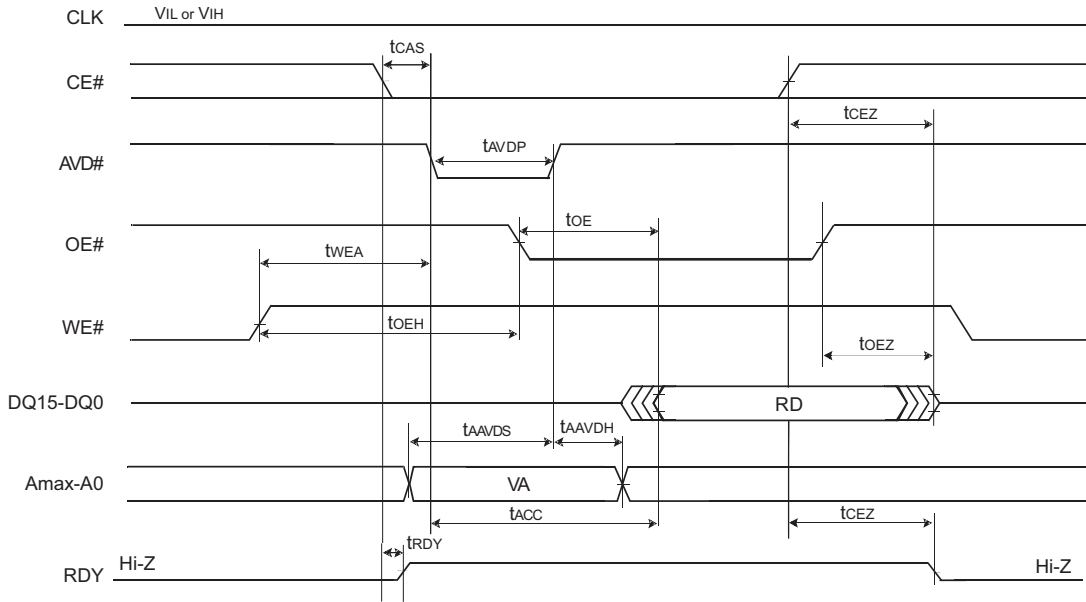 CLK VIL or VIH
tCAS
CE#
tCEZ
AVD# tAVDP
tOE
OE#
tWEA
WE# tOEH
tOEZ
DQ15-DQ0 RD
tAAVDS tAAVDH
Amax-A0 VA
tACC tCEZ
tRDY
RDY Hi-Z Hi-Z